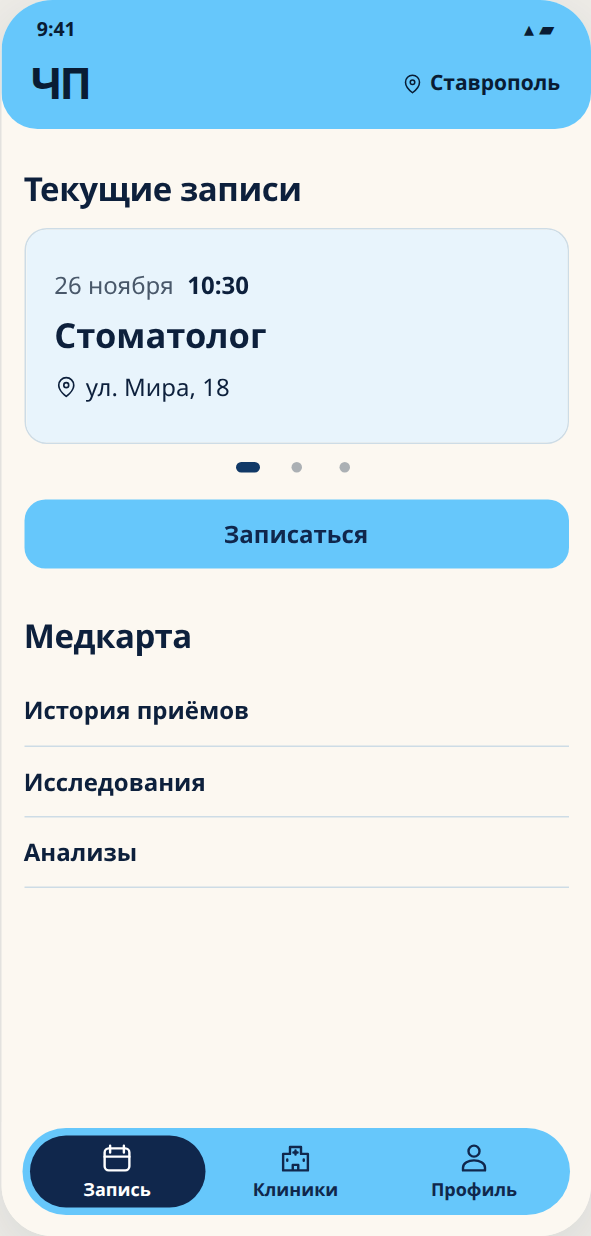 9:41
ЧП
Ставрополь
Текущие записи
26 ноября 10:30
Стоматолог
ул. Мира, 18
Записаться
Медкарта
История приёмов
Исследования
Анализы
Запись
Клиники
Профиль